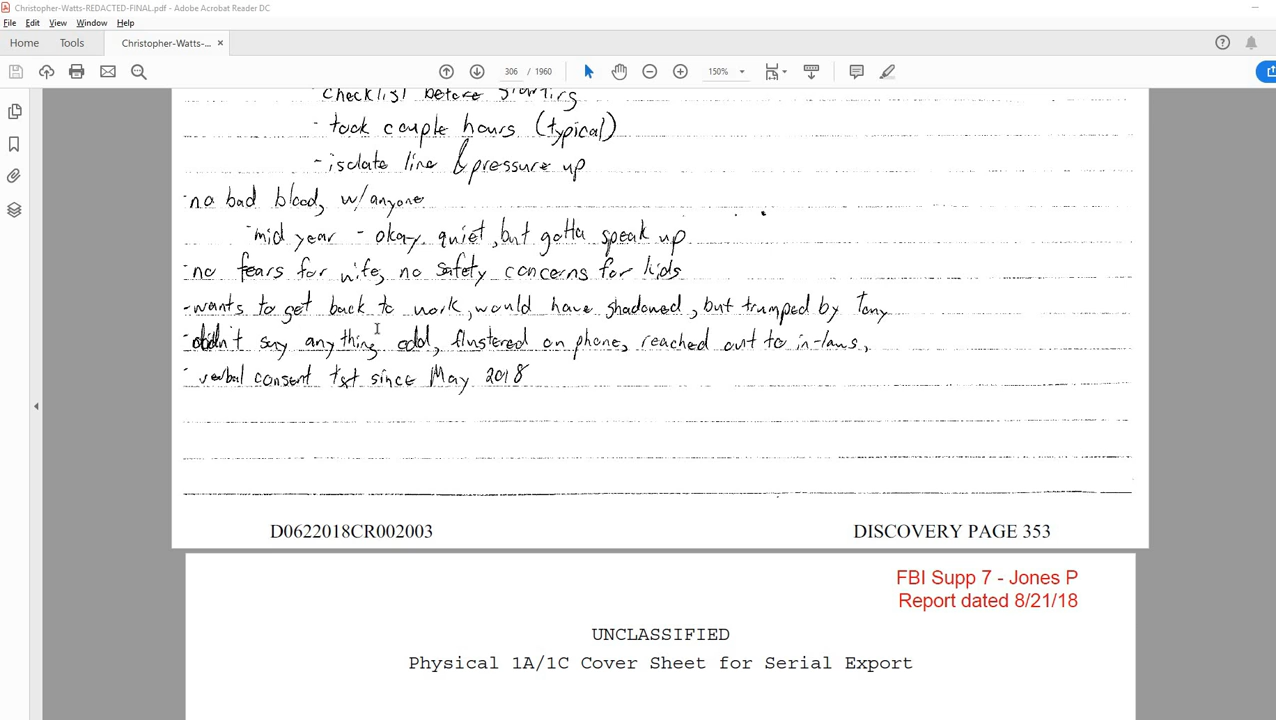 Christopher-Watts-REDACTED-FINAL.pdf - Adobe Acrobat Reader DC
File Edit View Window Help
Home Tools Christopher-Watts-... ×
306 / 1960 150%
- checklist before starting
- took couple hours (typical)
- isolate line & pressure up
- no bad blood, w/ anyone
- mid year - okay, quiet, but gotta speak up
- no fears for wife, no safety concerns for kids
- wants to get back to work, would have shadowed, but trumped by Tony
- didn't say anything odd, flustered on phone, reached out to in-laws,
- verbal consent txt since May 2018
D0622018CR002003 DISCOVERY PAGE 353
FBI Supp 7 - Jones P
Report dated 8/21/18
UNCLASSIFIED
Physical 1A/1C Cover Sheet for Serial Export